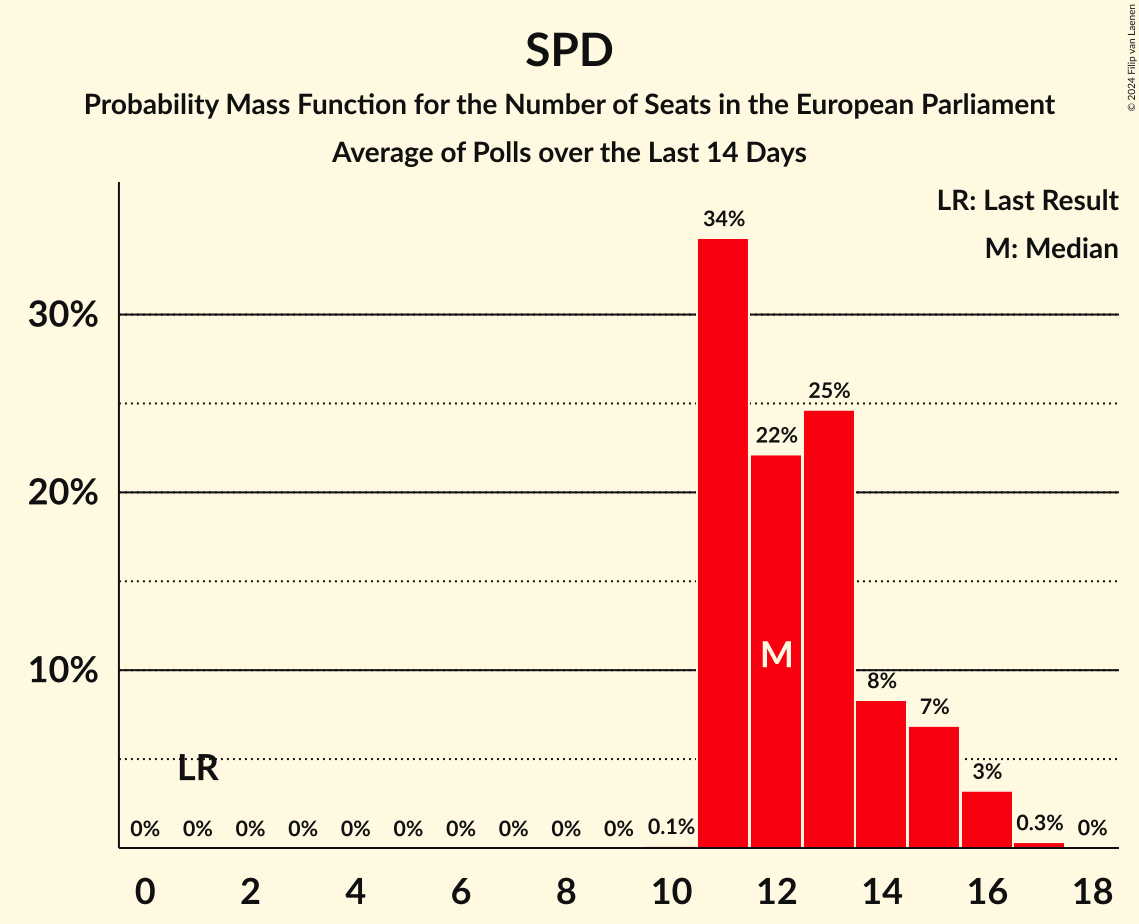 SPD
Probability Mass Function for the Number of Seats in the European Parliament
Average of Polls over the Last 14 Days
© 2024 Filip van Laenen
LR: Last Result
M: Median
34%
30%
25%
22%
20%
M
10%
8%
7%
LR
3%
0% 0% 0% 0% 0% 0% 0% 0% 0% 0% 0.1% 0.3% 0%
0 2 4 6 8 10 12 14 16 18